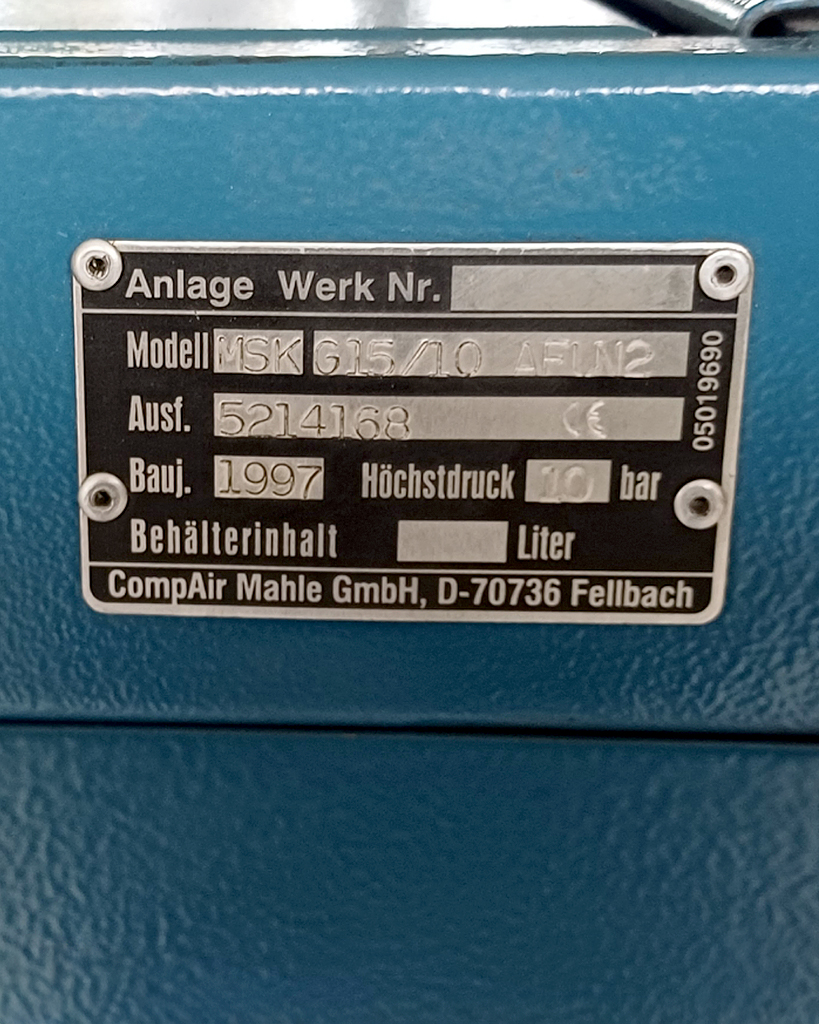 Anlage Werk Nr.
Modell MSK G15/10
Ausf. 5214168 CE
Bauj. 1997 Höchstdruck 10 bar
Behälterinhalt Liter
CompAir Mahle GmbH, D-70736 Fellbach
05019690